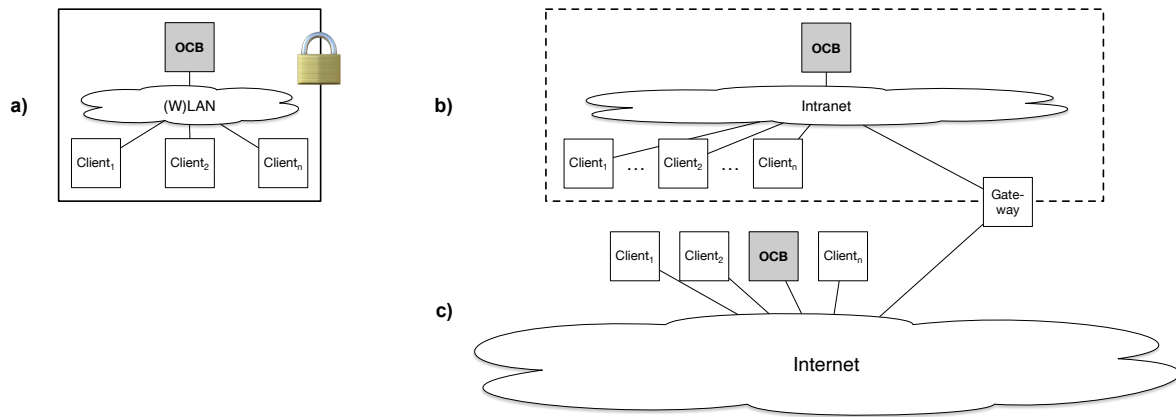 a)
OCB
(W)LAN
Client₁
Client₂
Clientₙ
b)
OCB
Intranet
Client₁
...
Client₂
...
Clientₙ
Gate-
way
c)
Client₁
Client₂
OCB
Clientₙ
Internet